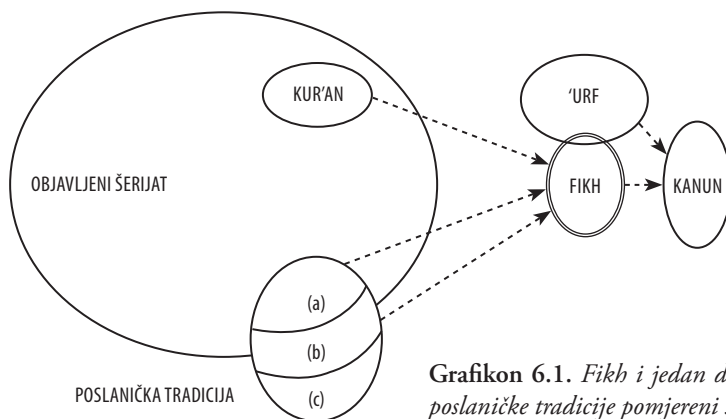 KUR'AN
'URF
OBJAVLJENI ŠERIJAT
FIKH
KANUN
(a)
(b)
(c)
POSLANIČKA TRADICIJA
Grafikon 6.1. Fikh i jedan
poslaničke tradicije pomjereni